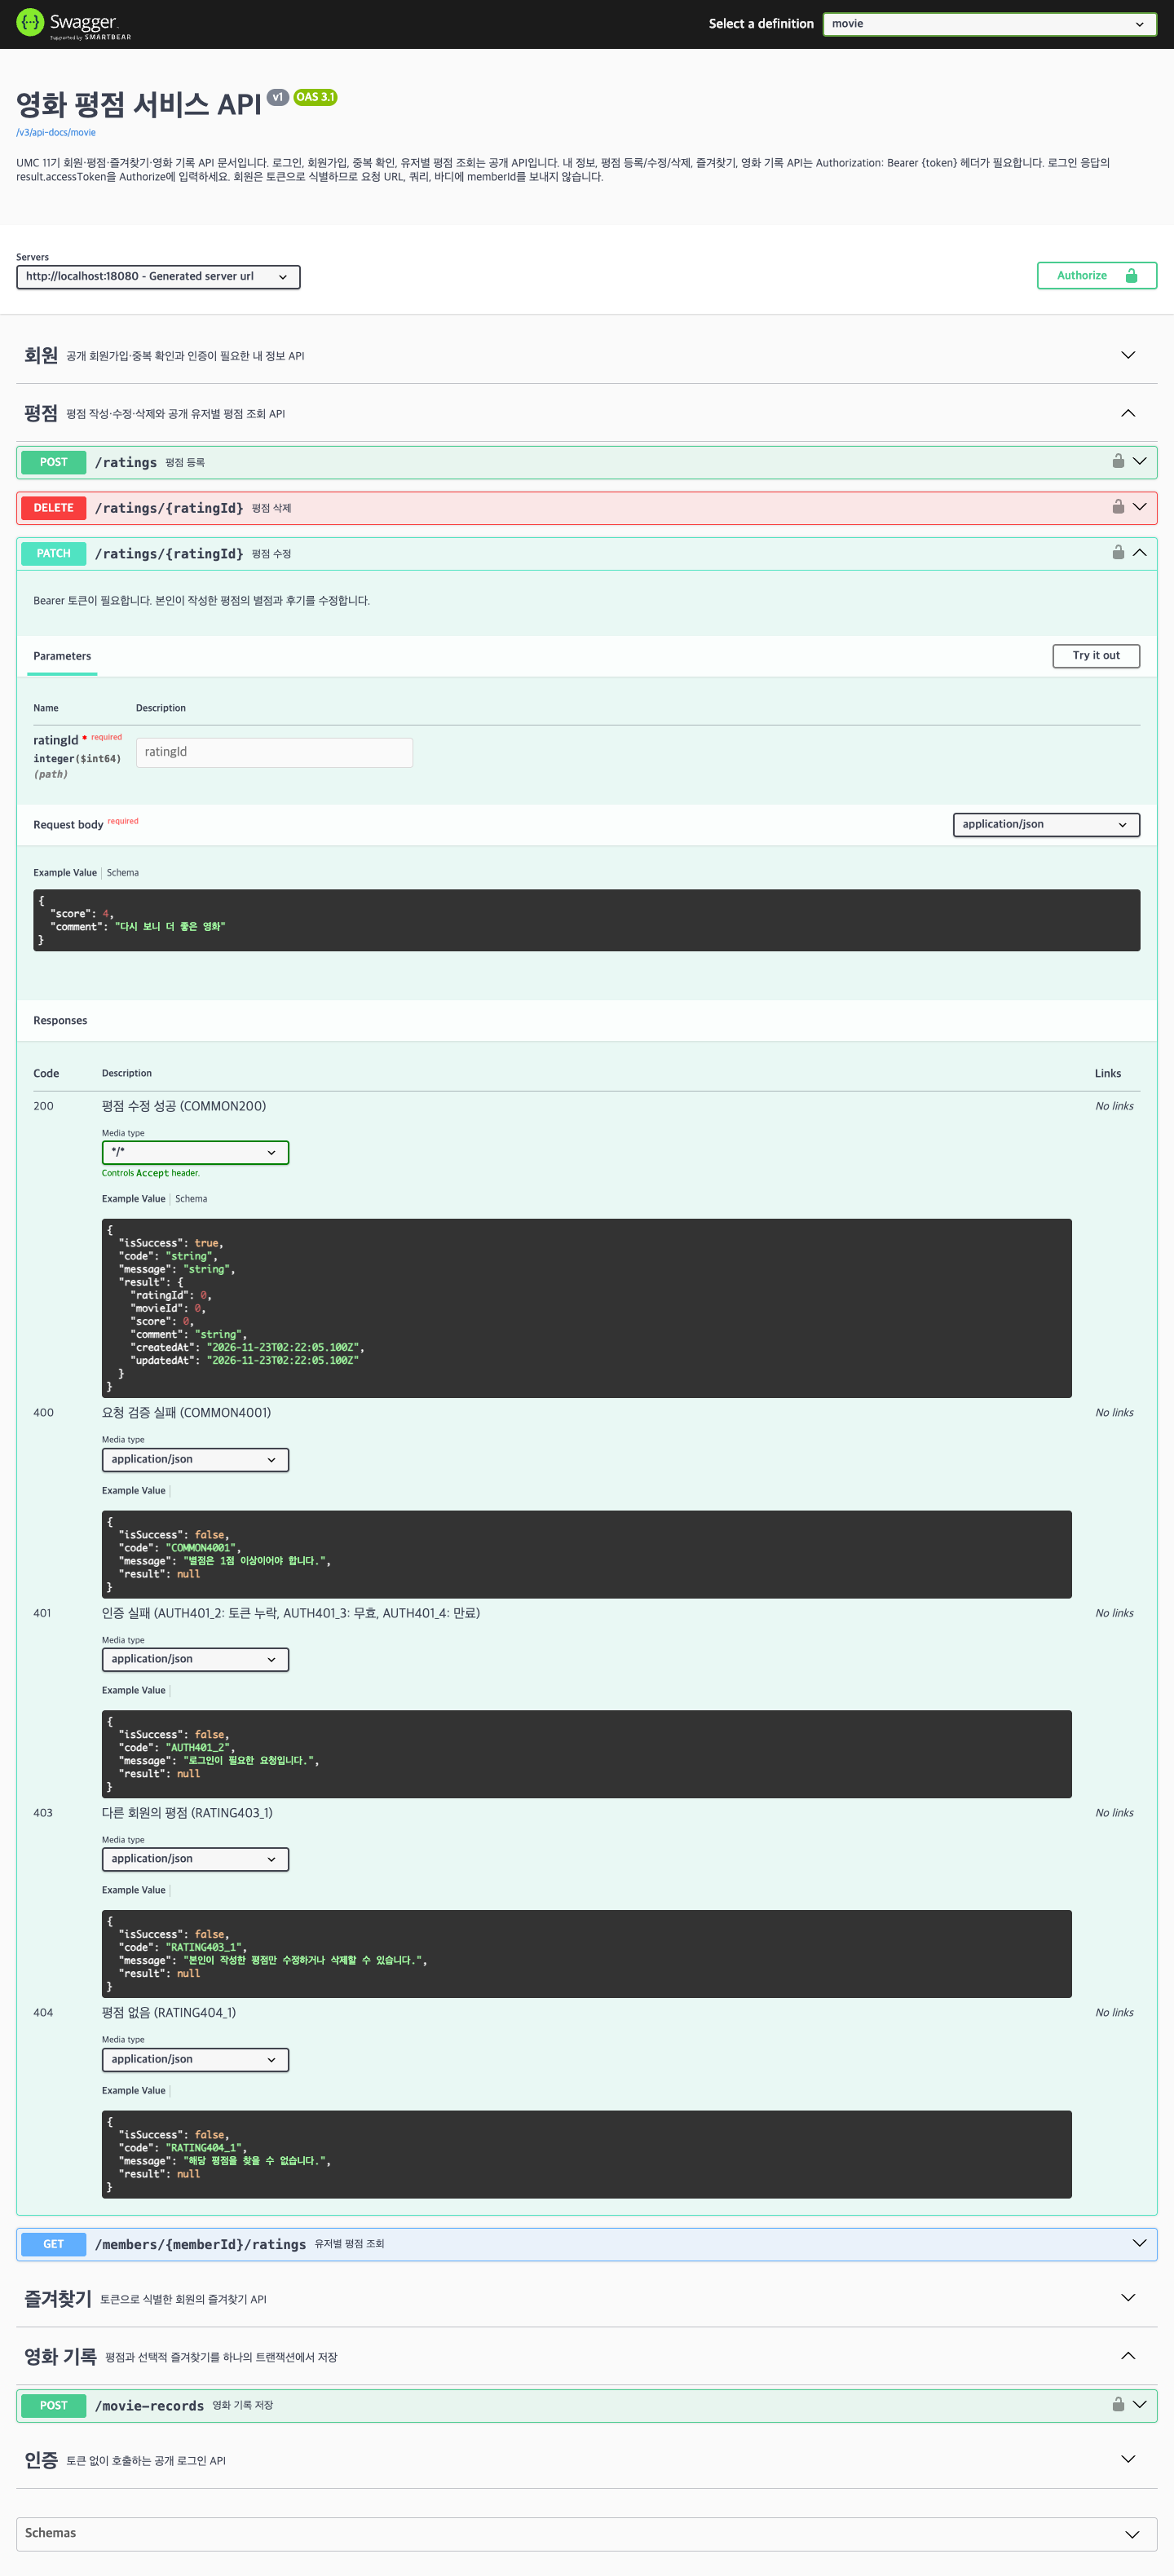 Swagger.
Supported by SMARTBEAR
Select a definition
movie
영화 평점 서비스 API v1 OAS 3.1
/v3/api-docs/movie
UMC 11기 회원·평점·즐겨찾기·영화 기록 API 문서입니다. 로그인, 회원가입, 중복 확인, 유저별 평점 조회는 공개 API입니다. 내 정보, 평점 등록/수정/삭제, 즐겨찾기, 영화 기록 API는 Authorization: Bearer {token} 헤더가 필요합니다. 로그인 응답의
result.accessToken을 Authorize에 입력하세요. 회원은 토큰으로 식별하므로 요청 URL, 쿼리, 바디에 memberId를 보내지 않습니다.
Servers
http://localhost:18080 - Generated server url
Authorize
회원 공개 회원가입·중복 확인과 인증이 필요한 내 정보 API
평점 평점 작성·수정·삭제와 공개 유저별 평점 조회 API
POST /ratings 평점 등록
DELETE /ratings/{ratingId} 평점 삭제
PATCH /ratings/{ratingId} 평점 수정
Bearer 토큰이 필요합니다. 본인이 작성한 평점의 별점과 후기를 수정합니다.
Parameters
Try it out
Name Description
ratingId * required
integer($int64)
(path)
ratingId
Request body required
application/json
Example Value | Schema
{
"score": 4,
"comment": "다시 보니 더 좋은 영화"
}
Responses
Code Description Links
200 평점 수정 성공 (COMMON200) No links
Media type
*/*
Controls Accept header.
Example Value | Schema
{
"isSuccess": true,
"code": "string",
"message": "string",
"result": {
"ratingId": 0,
"movieId": 0,
"score": 0,
"comment": "string",
"createdAt": "2026-11-23T02:22:05.100Z",
"updatedAt": "2026-11-23T02:22:05.100Z"
}
}
400 요청 검증 실패 (COMMON4001) No links
Media type
application/json
Example Value
{
"isSuccess": false,
"code": "COMMON4001",
"message": "별점은 1점 이상이어야 합니다.",
"result": null
}
401 인증 실패 (AUTH401_2: 토큰 누락, AUTH401_3: 무효, AUTH401_4: 만료) No links
Media type
application/json
Example Value
{
"isSuccess": false,
"code": "AUTH401_2",
"message": "로그인이 필요한 요청입니다.",
"result": null
}
403 다른 회원의 평점 (RATING403_1) No links
Media type
application/json
Example Value
{
"isSuccess": false,
"code": "RATING403_1",
"message": "본인이 작성한 평점만 수정하거나 삭제할 수 있습니다.",
"result": null
}
404 평점 없음 (RATING404_1) No links
Media type
application/json
Example Value
{
"isSuccess": false,
"code": "RATING404_1",
"message": "해당 평점을 찾을 수 없습니다.",
"result": null
}
GET /members/{memberId}/ratings 유저별 평점 조회
즐겨찾기 토큰으로 식별한 회원의 즐겨찾기 API
영화 기록 평점과 선택적 즐겨찾기를 하나의 트랜잭션에서 저장
POST /movie-records 영화 기록 저장
인증 토큰 없이 호출하는 공개 로그인 API
Schemas